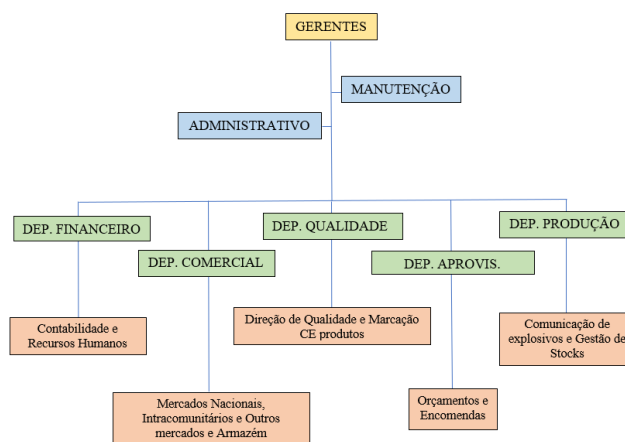 GERENTES
MANUTENÇÃO
ADMINISTRATIVO
DEP. FINANCEIRO
DEP. COMERCIAL
DEP. QUALIDADE
DEP. APROVIS.
DEP. PRODUÇÃO
Contabilidade e
Recursos Humanos
Mercados Nacionais,
Intracomunitários e Outros
mercados e Armazém
Direção de Qualidade e Marcação
CE produtos
Orçamentos e
Encomendas
Comunicação de
explosivos e Gestão de
Stocks